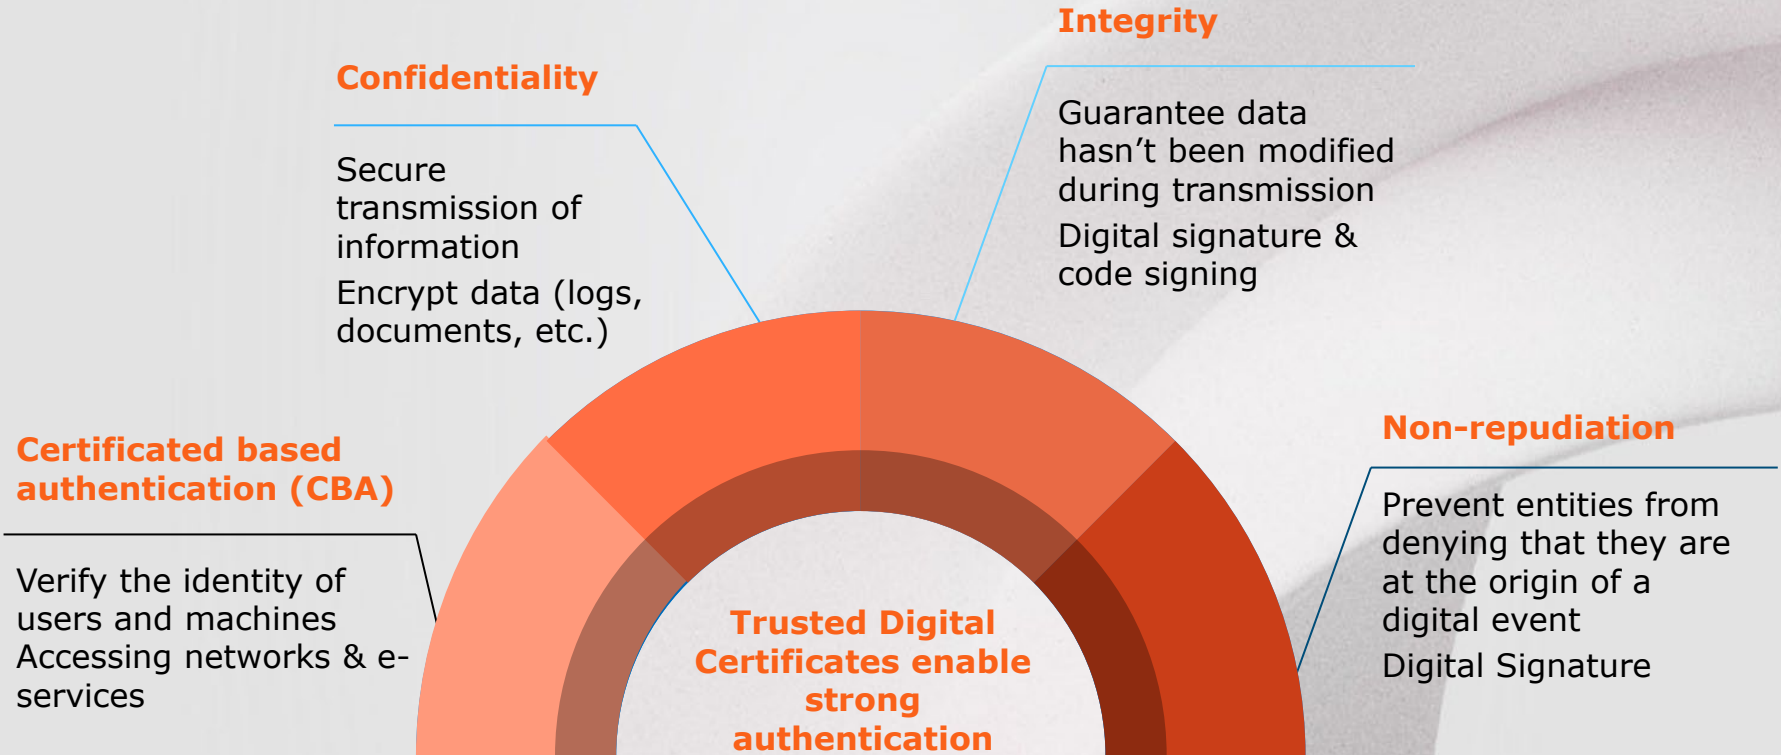 Integrity
Guarantee data
hasn’t been modified
during transmission
Digital signature &
code signing
Confidentiality
Secure
transmission of
information
Encrypt data (logs,
documents, etc.)
Certificated based
authentication (CBA)
Verify the identity of
users and machines
Accessing networks & e-
services
Non-repudiation
Prevent entities from
denying that they are
at the origin of a
digital event
Digital Signature
Trusted Digital
Certificates enable
strong
authentication